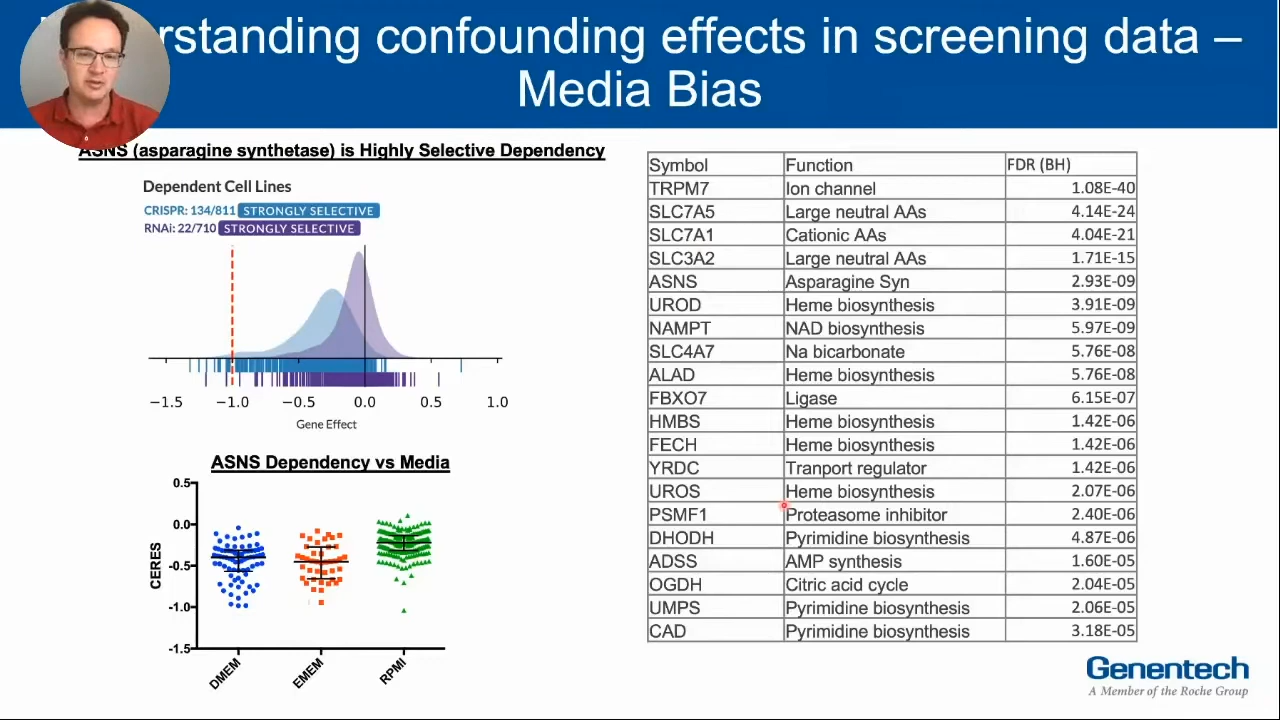 rstanding confounding effects in screening data –
Media Bias
ASNS (asparagine synthetase) is Highly Selective Dependency
Dependent Cell Lines
CRISPR: 134/811 STRONGLY SELECTIVE
RNAi: 22/710 STRONGLY SELECTIVE
−1.5 −1.0 −0.5 0.0 0.5 1.0
Gene Effect
ASNS Dependency vs Media
0.5
0.0
-0.5
-1.0
-1.5
CERES
DMEM EMEM RPMI
Symbol Function FDR (BH)
TRPM7 Ion channel 1.08E-40
SLC7A5 Large neutral AAs 4.14E-24
SLC7A1 Cationic AAs 4.04E-21
SLC3A2 Large neutral AAs 1.71E-15
ASNS Asparagine Syn 2.93E-09
UROD Heme biosynthesis 3.91E-09
NAMPT NAD biosynthesis 5.97E-09
SLC4A7 Na bicarbonate 5.76E-08
ALAD Heme biosynthesis 5.76E-08
FBXO7 Ligase 6.15E-07
HMBS Heme biosynthesis 1.42E-06
FECH Heme biosynthesis 1.42E-06
YRDC Tranport regulator 1.42E-06
UROS Heme biosynthesis 2.07E-06
PSMF1 Proteasome inhibitor 2.40E-06
DHODH Pyrimidine biosynthesis 4.87E-06
ADSS AMP synthesis 1.60E-05
OGDH Citric acid cycle 2.04E-05
UMPS Pyrimidine biosynthesis 2.06E-05
CAD Pyrimidine biosynthesis 3.18E-05
Genentech
A Member of the Roche Group